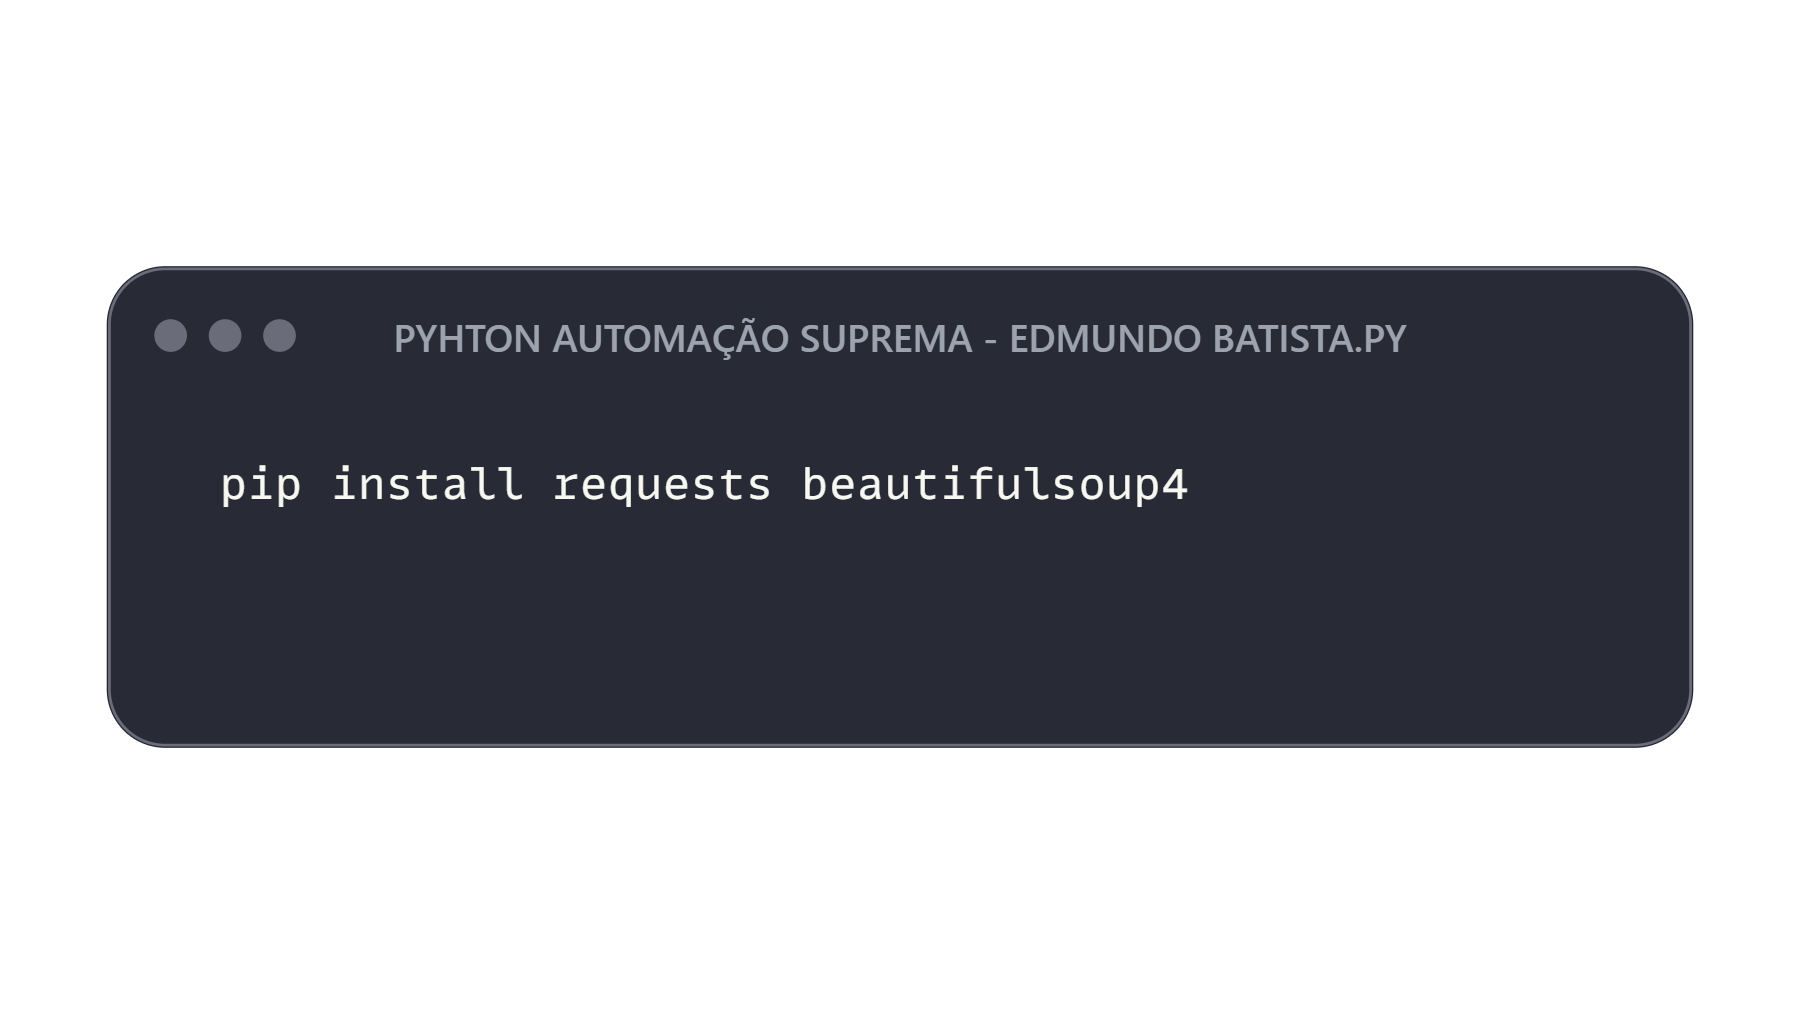 PYHTON AUTOMAÇÃO SUPREMA - EDMUNDO BATISTA.PY
pip install requests beautifulsoup4